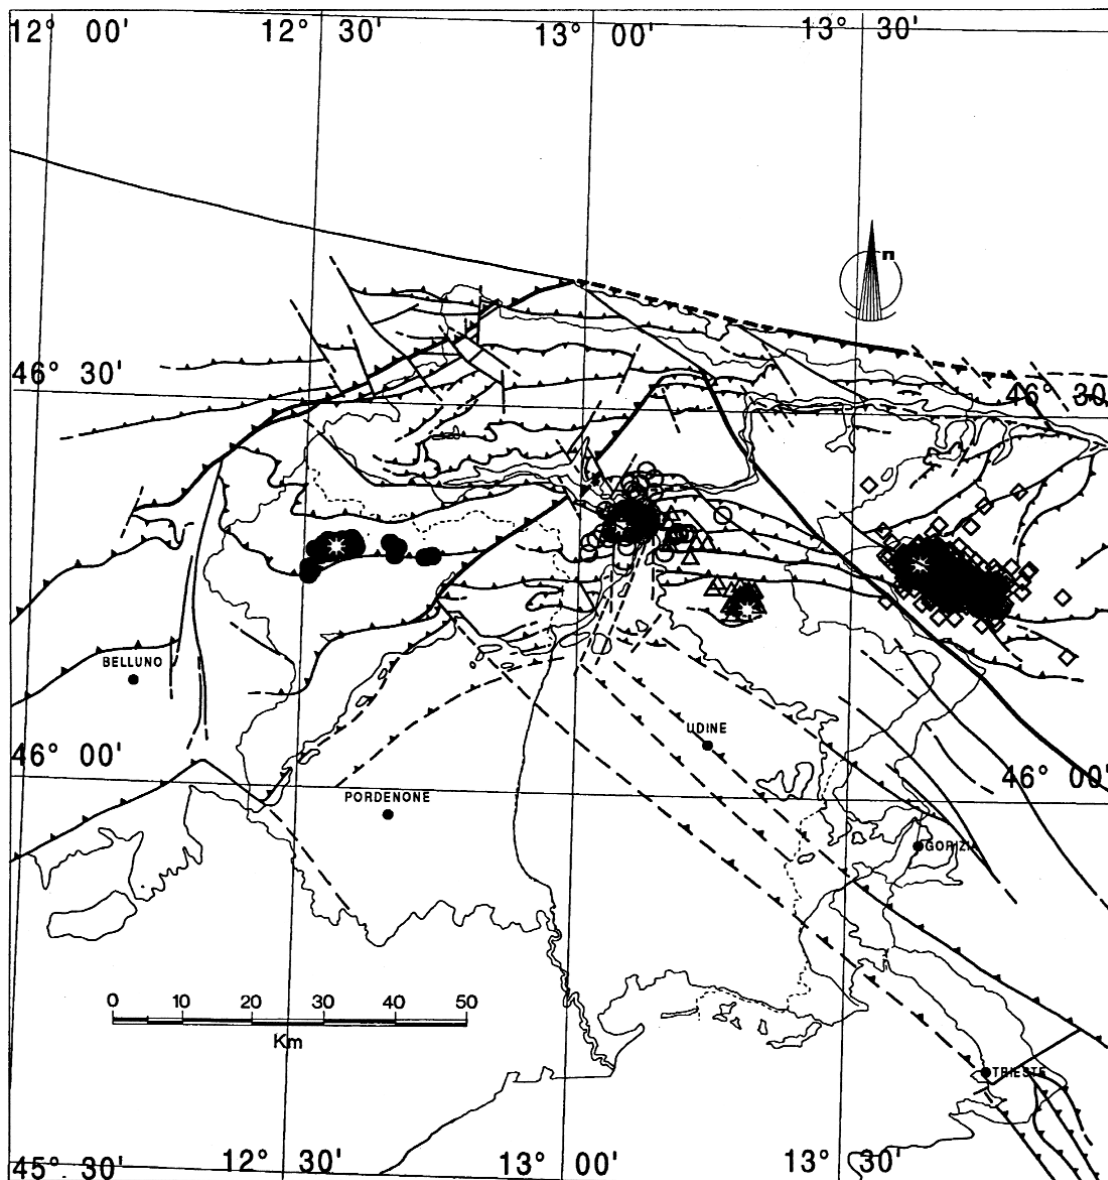 12° 00' 12° 30' 13° 00' 13° 30'
n
46° 30' 46° 30'
BELLUNO
UDINE
46° 00' 46° 00'
PORDENONE
GORIZIA
0 10 20 30 40 50
Km
TRIESTE
45° 30' 12° 30' 13° 00' 13° 30'